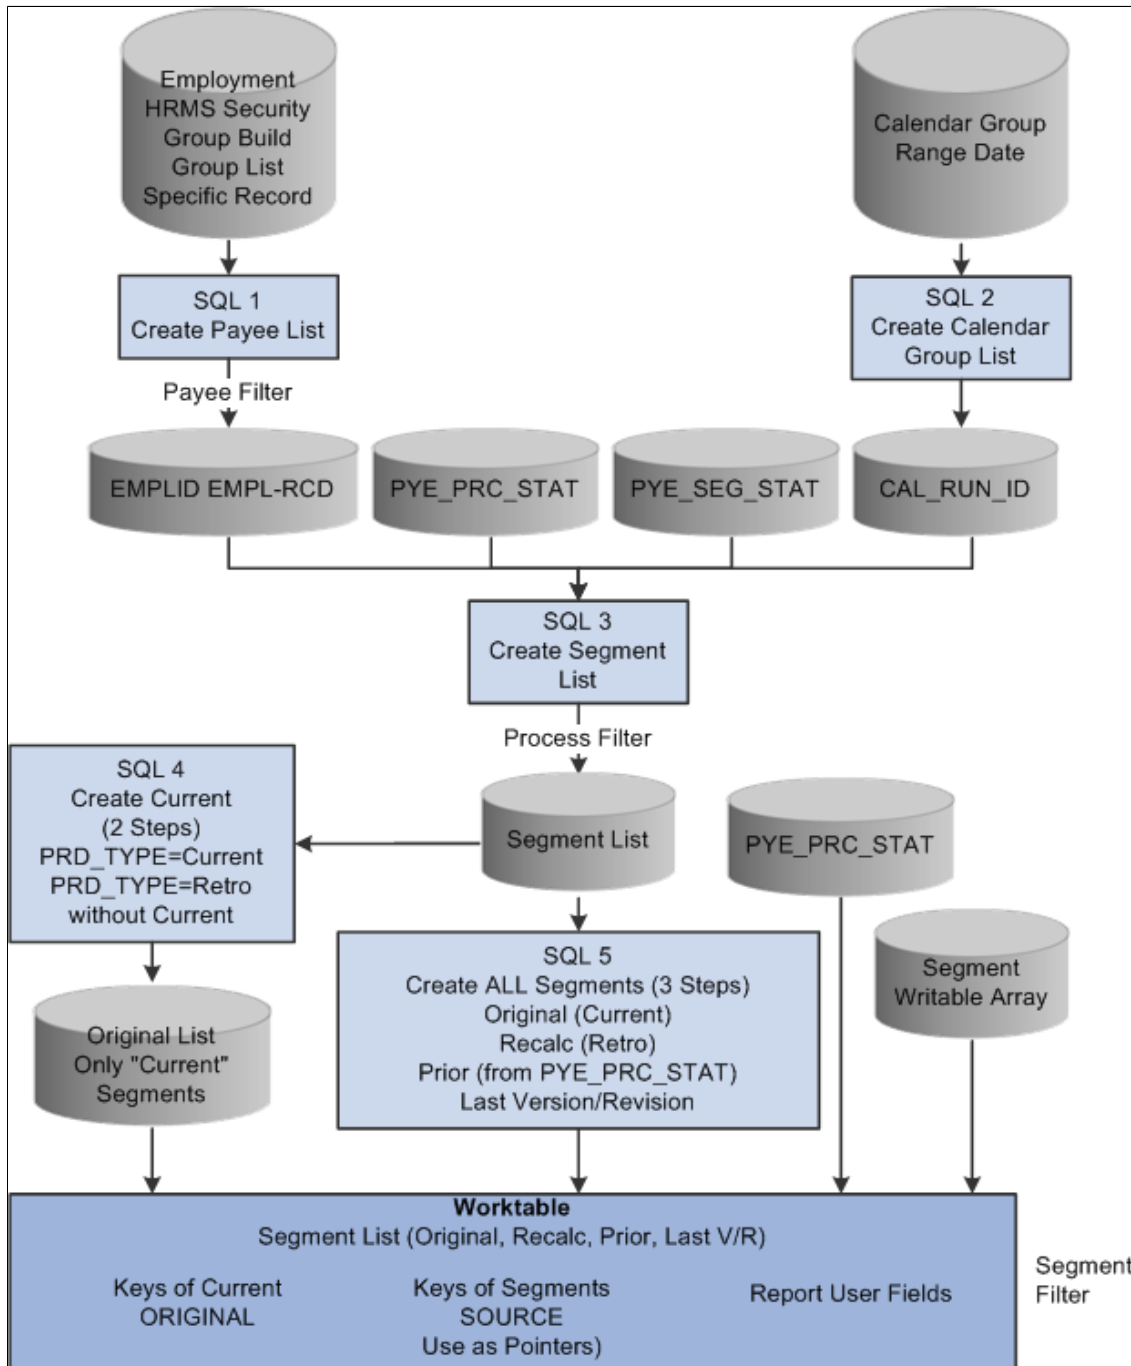 Employment
HRMS Security
Group Build
Group List
Specific Record
Calendar Group
Range Date
SQL 1
Create Payee List
SQL 2
Create Calendar
Group List
Payee Filter
EMPLID EMPL-RCD
PYE_PRC_STAT
PYE_SEG_STAT
CAL_RUN_ID
SQL 3
Create Segment
List
Process Filter
SQL 4
Create Current
(2 Steps)
PRD_TYPE=Current
PRD_TYPE=Retro
without Current
Segment List
PYE_PRC_STAT
SQL 5
Create ALL Segments (3 Steps)
Original (Current)
Recalc (Retro)
Prior (from PYE_PRC_STAT)
Last Version/Revision
Segment
Writable Array
Original List
Only "Current"
Segments
Worktable
Segment List (Original, Recalc, Prior, Last V/R)
Keys of Current
ORIGINAL
Keys of Segments
SOURCE
Use as Pointers)
Report User Fields
Segment
Filter